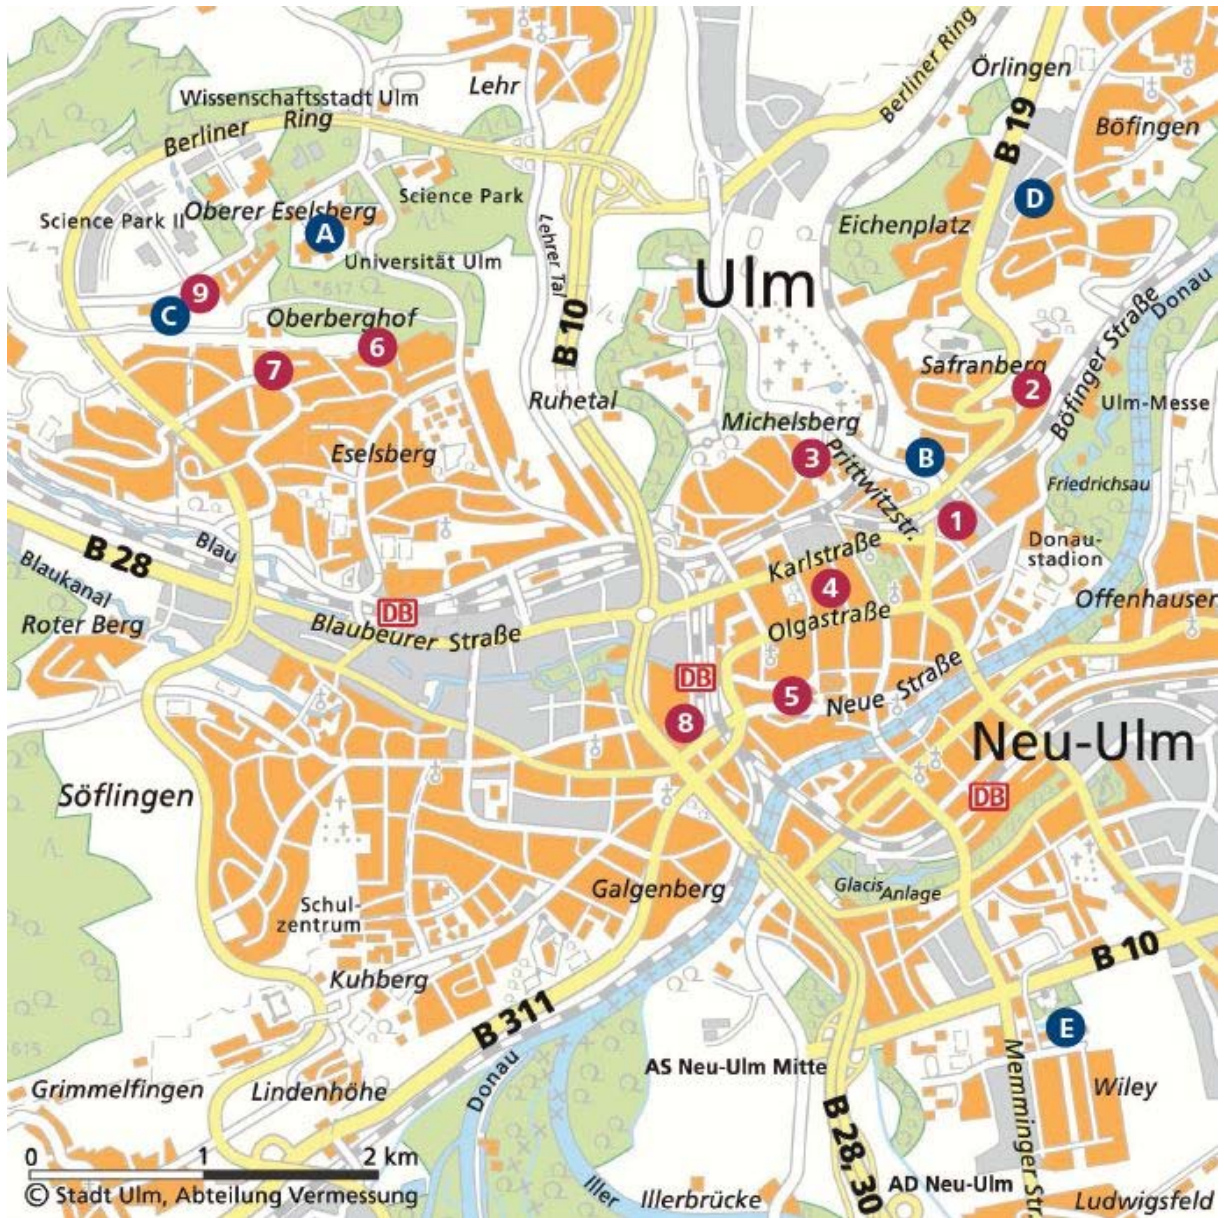 Lehr
Örlingen
Berliner Ring
Wissenschaftsstadt Ulm
Berliner Ring
B 19
Böfingen
Science Park
D
Science Park II
Oberer Eselsberg
A
Eichenplatz
Lehrer Tal
Universität Ulm
617
Ulm
Donau
9
C
Oberberghof
B 10
6
7
Safranberg
2
Böfinger Straße
Ruhetal
Ulm-Messe
Michelsberg
Eselsberg
3
Prittwitzstr.
B
Friedrichsau
1
Blau
B 28
Karlstraße
Donau-
stadion
Blaukanal
4
DB
Offenhausen
Roter Berg
Blaubeurer Straße
Olgastraße
DB
Neue Straße
5
8
Neu-Ulm
Söflingen
DB
Galgenberg
Glacis Anlage
Schul-
zentrum
B 10
Kuhberg
B 311
E
615
AS Neu-Ulm Mitte
Memminger Str.
Grimmelfingen
Lindenhöhe
Donau
Wiley
B 28, 30
0 1 2 km
AD Neu-Ulm
© Stadt Ulm, Abteilung Vermessung
Iller
Illerbrücke
Ludwigsfeld